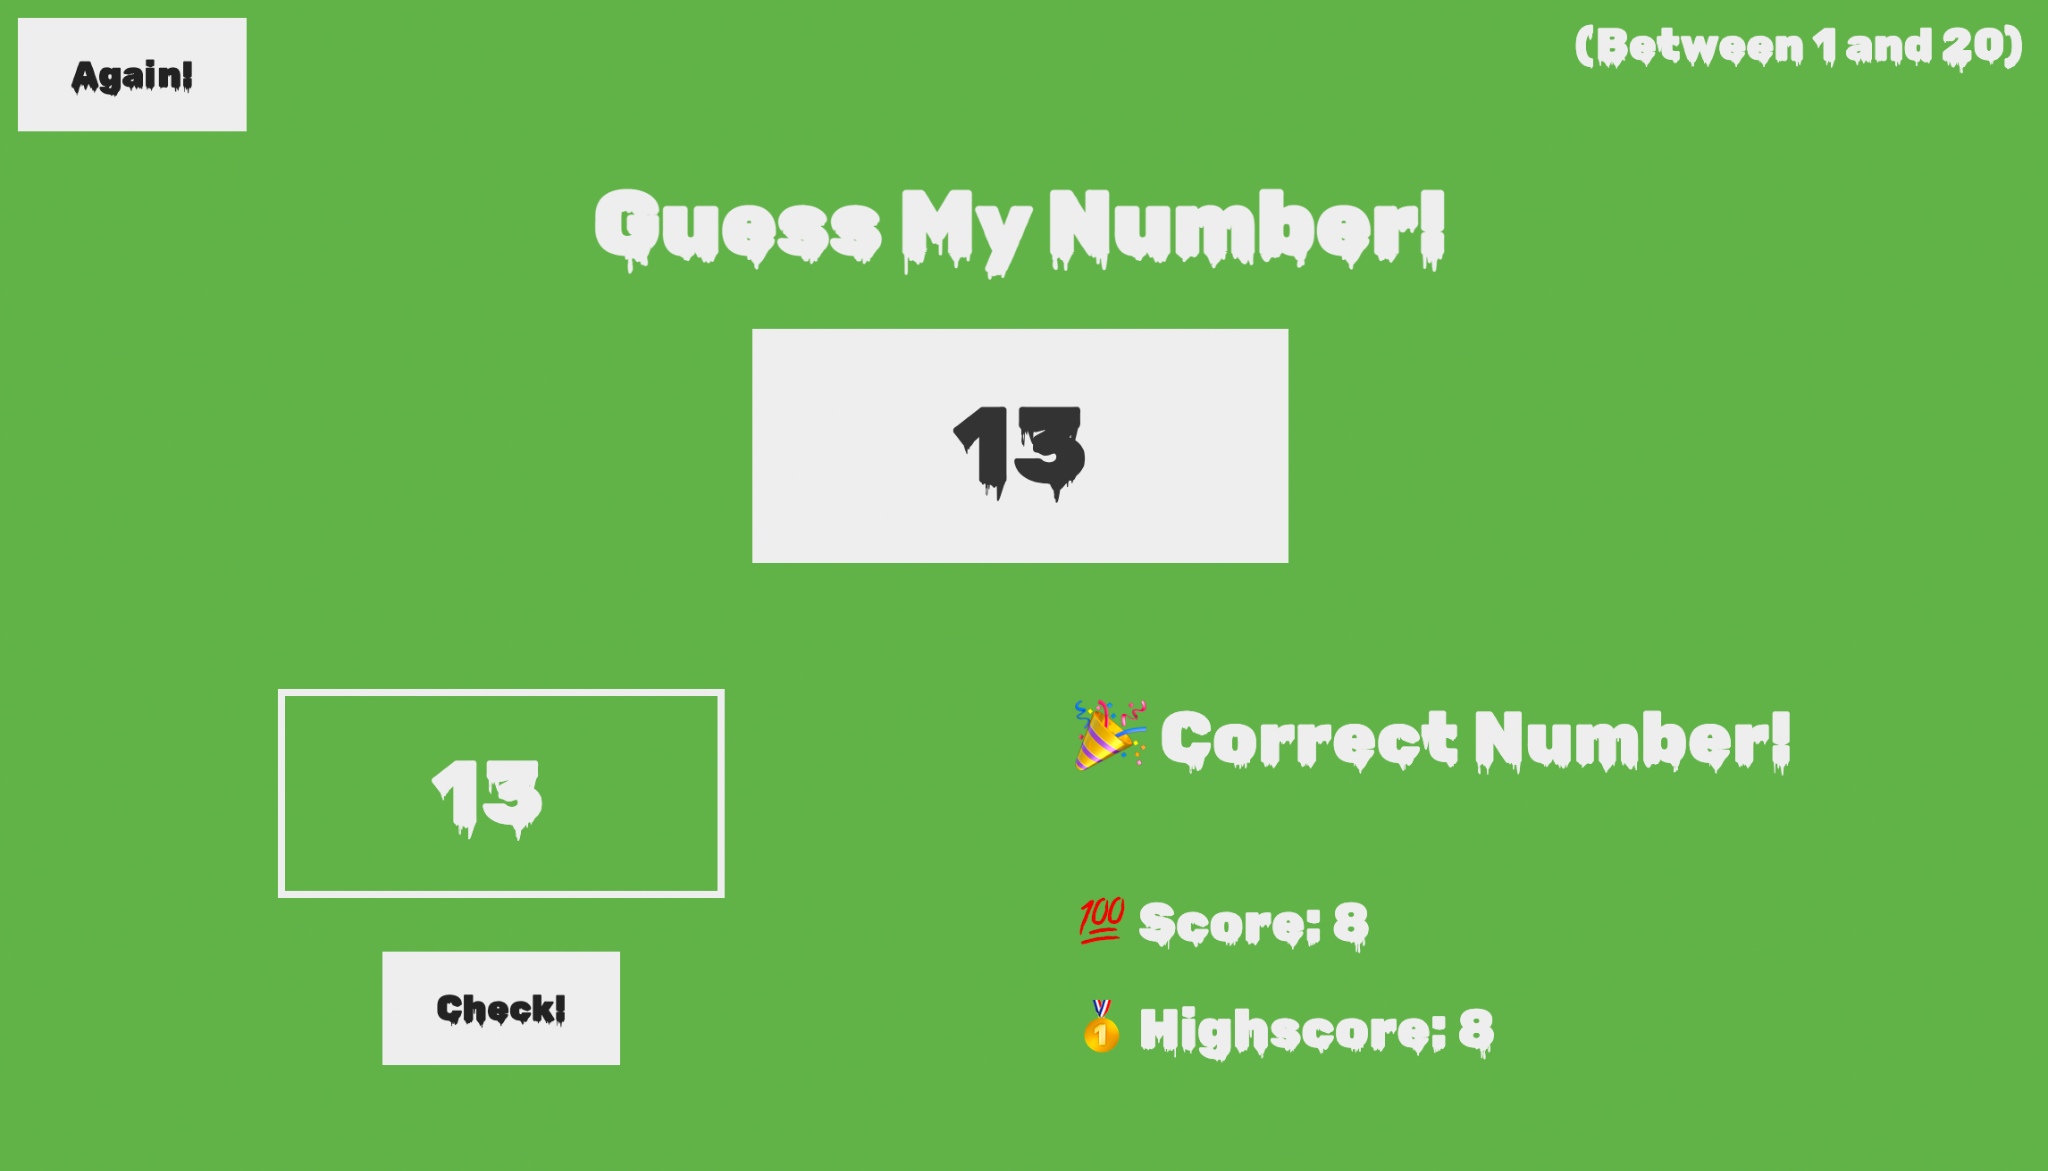 Again!
(Between 1 and 20)
Guess My Number!
13
13
Check!
🎉 Correct Number!
💯 Score: 8
🥇 Highscore: 8